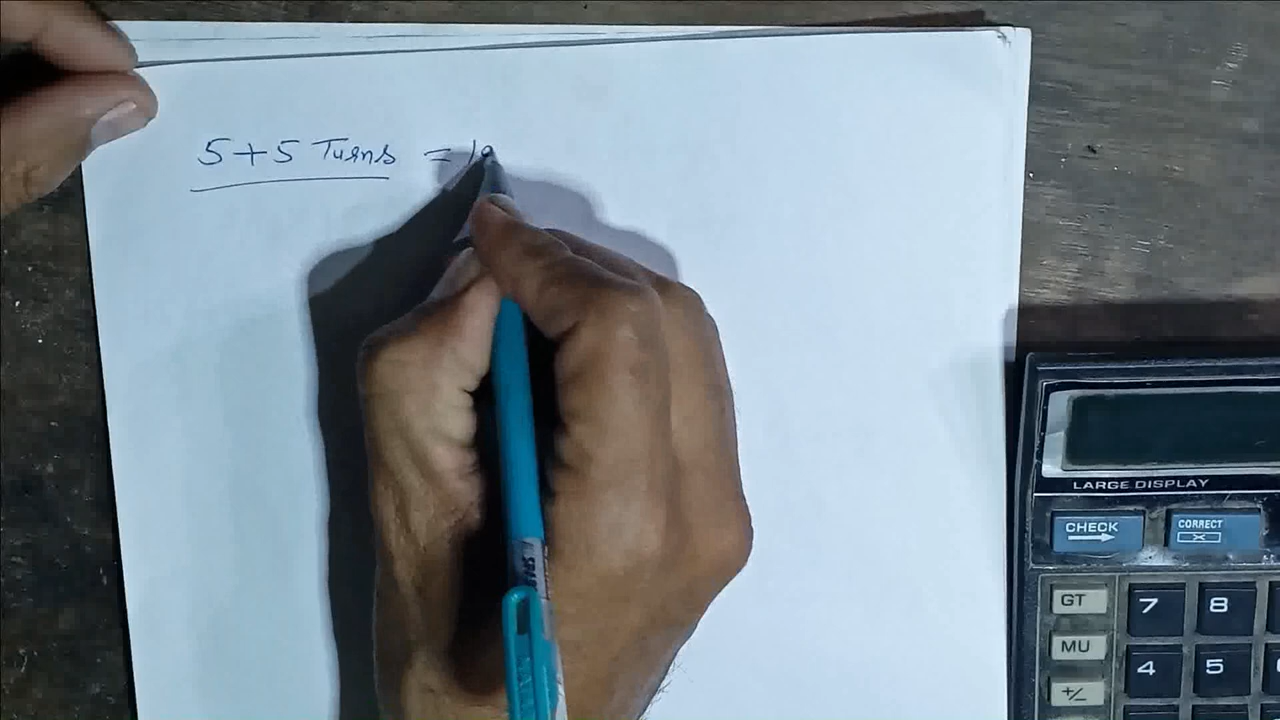 5+5 Turns = 10
LARGE DISPLAY
CHECK
CORRECT
GT 7 8
MU 4 5
+/-